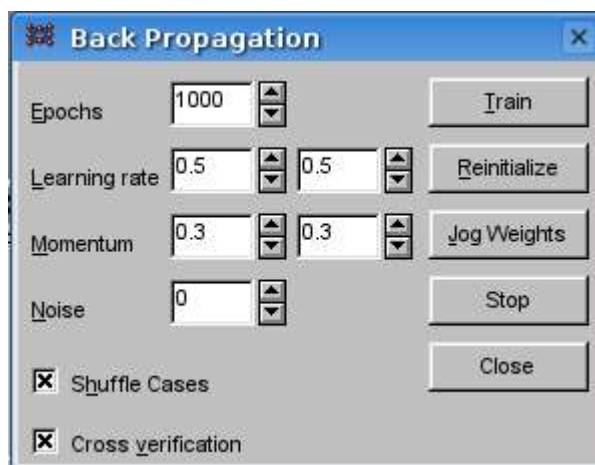 Back Propagation
Epochs 1000 Train
Learning rate 0.5 0.5 Reinitialize
Momentum 0.3 0.3 Jog Weights
Noise 0 Stop
Close
Shuffle Cases
Cross verification